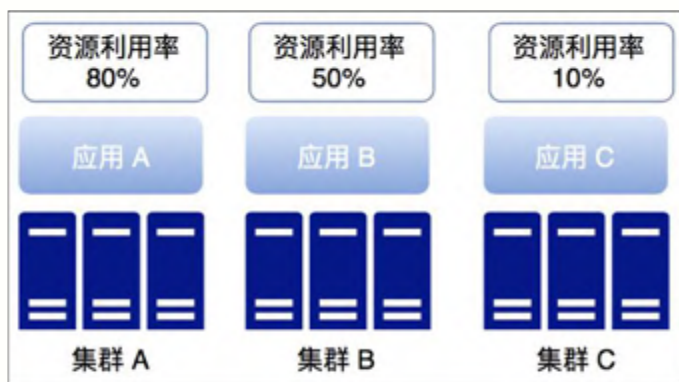 资源利用率
80%
资源利用率
50%
资源利用率
10%
应用 A
应用 B
应用 C
集群 A
集群 B
集群 C